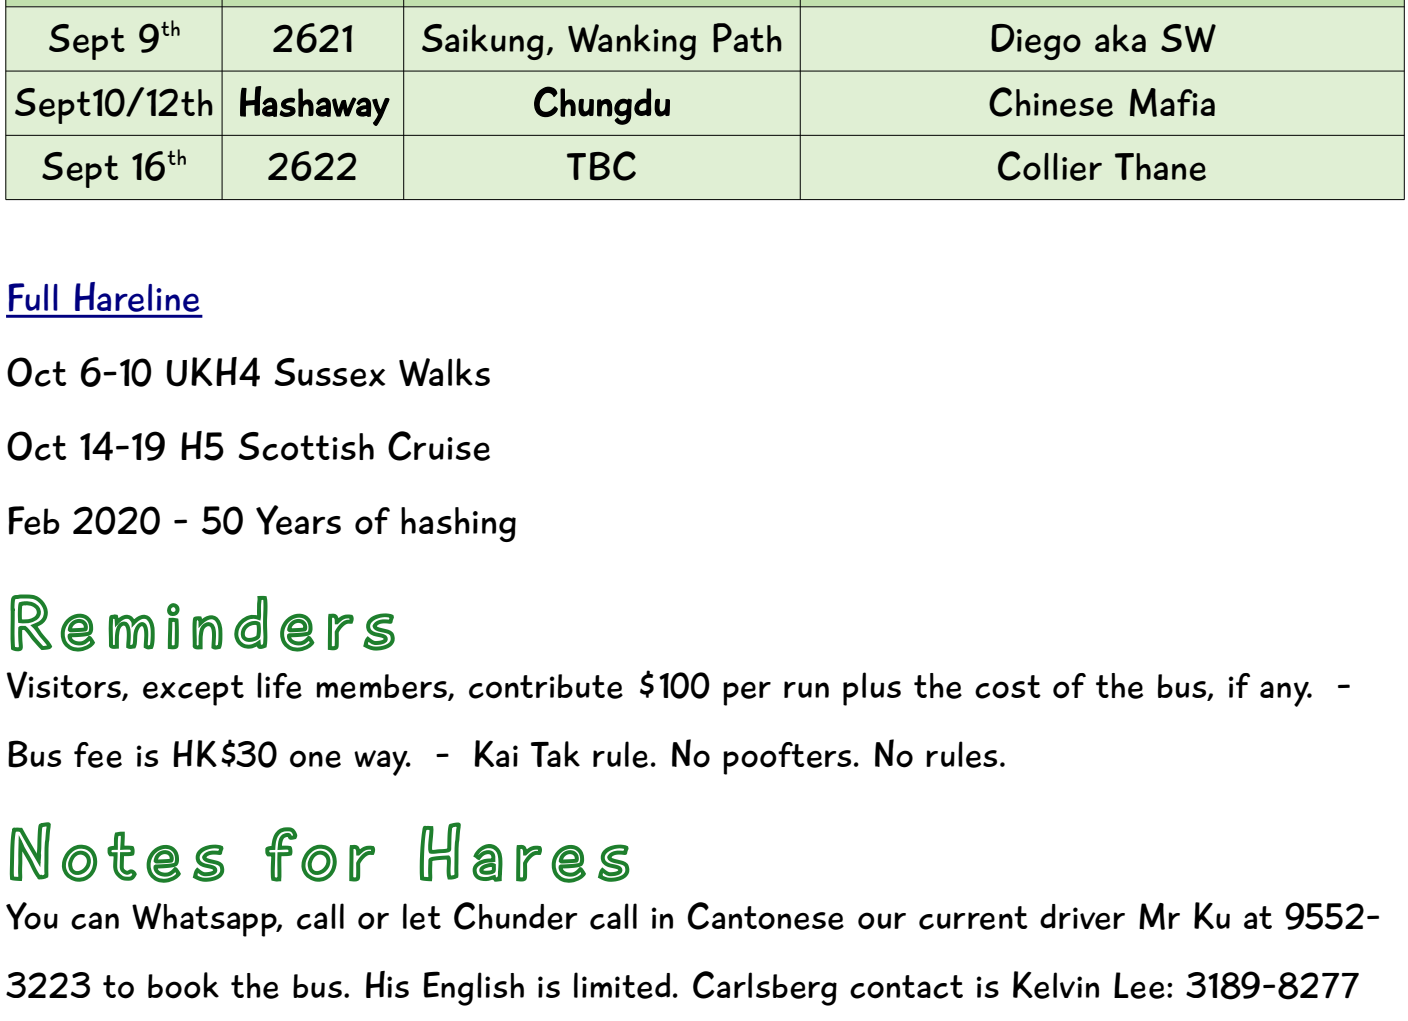 Sept 9th 2621 Saikung, Wanking Path Diego aka SW
Sept10/12th Hashaway Chungdu Chinese Mafia
Sept 16th 2622 TBC Collier Thane
Full Hareline
Oct 6-10 UKH4 Sussex Walks
Oct 14-19 H5 Scottish Cruise
Feb 2020 - 50 Years of hashing
Reminders
Visitors, except life members, contribute $100 per run plus the cost of the bus, if any.  -
Bus fee is HK$30 one way.  -  Kai Tak rule. No poofters. No rules.
Notes for Hares
You can Whatsapp, call or let Chunder call in Cantonese our current driver Mr Ku at 9552-
3223 to book the bus. His English is limited. Carlsberg contact is Kelvin Lee: 3189-8277